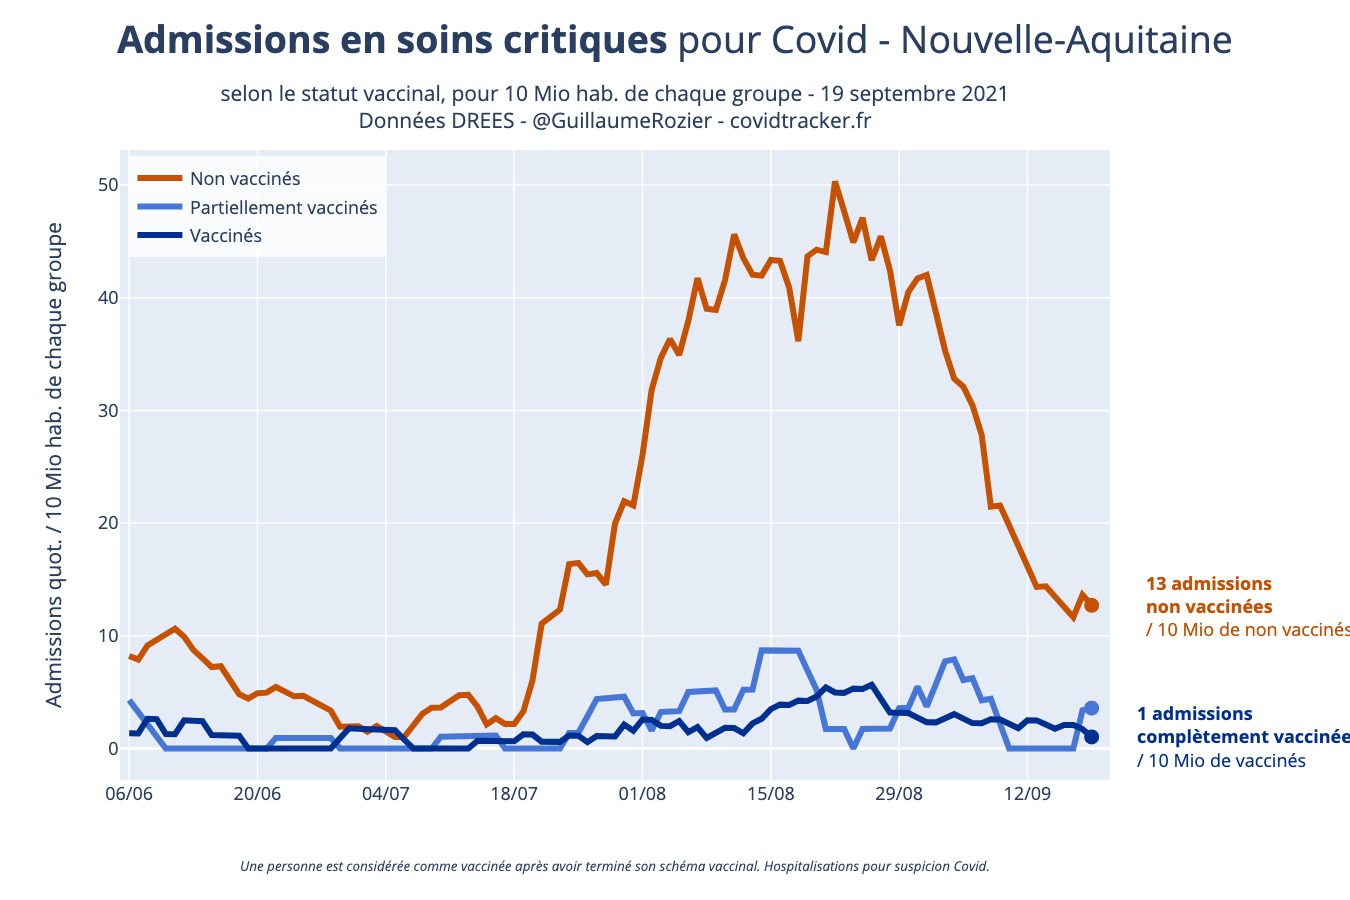 Admissions en soins critiques pour Covid - Nouvelle-Aquitaine
selon le statut vaccinal, pour 10 Mio hab. de chaque groupe - 19 septembre 2021
Données DREES - @GuillaumeRozier - covidtracker.fr
Non vaccinés
Partiellement vaccinés
Vaccinés
Admissions quot. / 10 Mio hab. de chaque groupe
50
40
30
20
10
0
06/06 20/06 04/07 18/07 01/08 15/08 29/08 12/09
13 admissions
non vaccinées
/ 10 Mio de non vaccinés
1 admissions
complètement vaccinée
/ 10 Mio de vaccinés
Une personne est considérée comme vaccinée après avoir terminé son schéma vaccinal. Hospitalisations pour suspicion Covid.